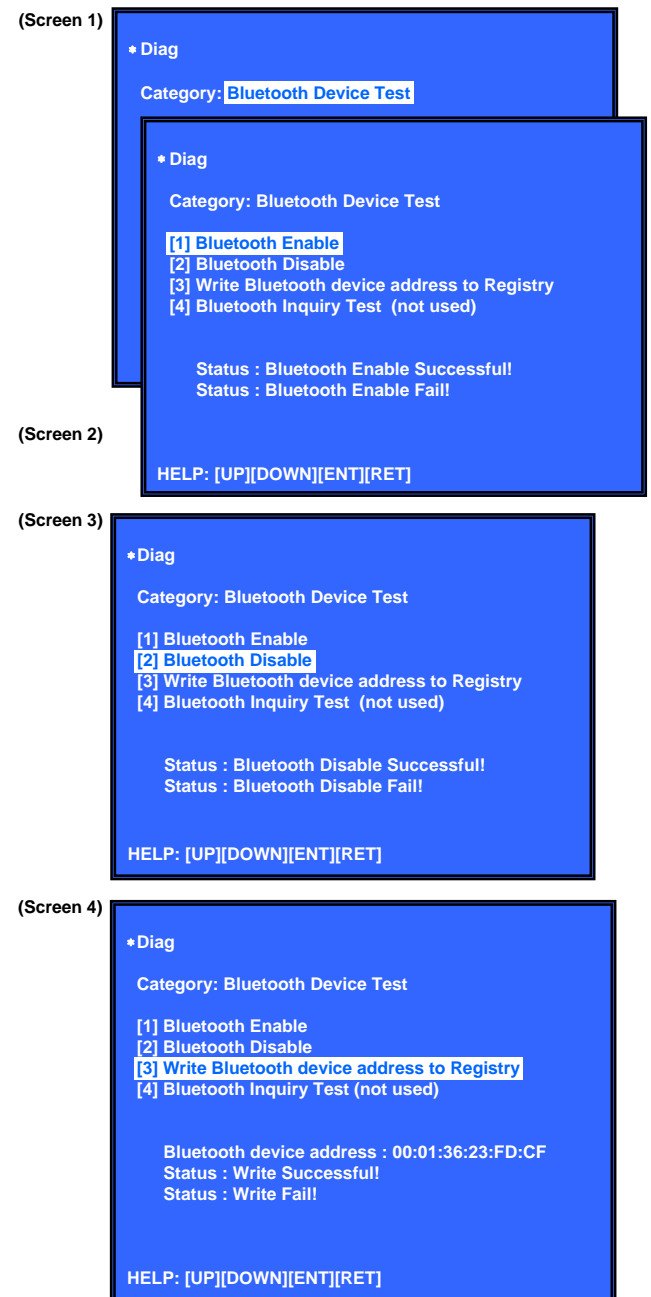 (Screen 1)
* Diag
Category: Bluetooth Device Test
* Diag
Category: Bluetooth Device Test
[1] Bluetooth Enable
[2] Bluetooth Disable
[3] Write Bluetooth device address to Registry
[4] Bluetooth Inquiry Test (not used)
Status : Bluetooth Enable Successful!
Status : Bluetooth Enable Fail!
(Screen 2)
HELP: [UP][DOWN][ENT][RET]
(Screen 3)
* Diag
Category: Bluetooth Device Test
[1] Bluetooth Enable
[2] Bluetooth Disable
[3] Write Bluetooth device address to Registry
[4] Bluetooth Inquiry Test (not used)
Status : Bluetooth Disable Successful!
Status : Bluetooth Disable Fail!
HELP: [UP][DOWN][ENT][RET]
(Screen 4)
* Diag
Category: Bluetooth Device Test
[1] Bluetooth Enable
[2] Bluetooth Disable
[3] Write Bluetooth device address to Registry
[4] Bluetooth Inquiry Test (not used)
Bluetooth device address : 00:01:36:23:FD:CF
Status : Write Successful!
Status : Write Fail!
HELP: [UP][DOWN][ENT][RET]